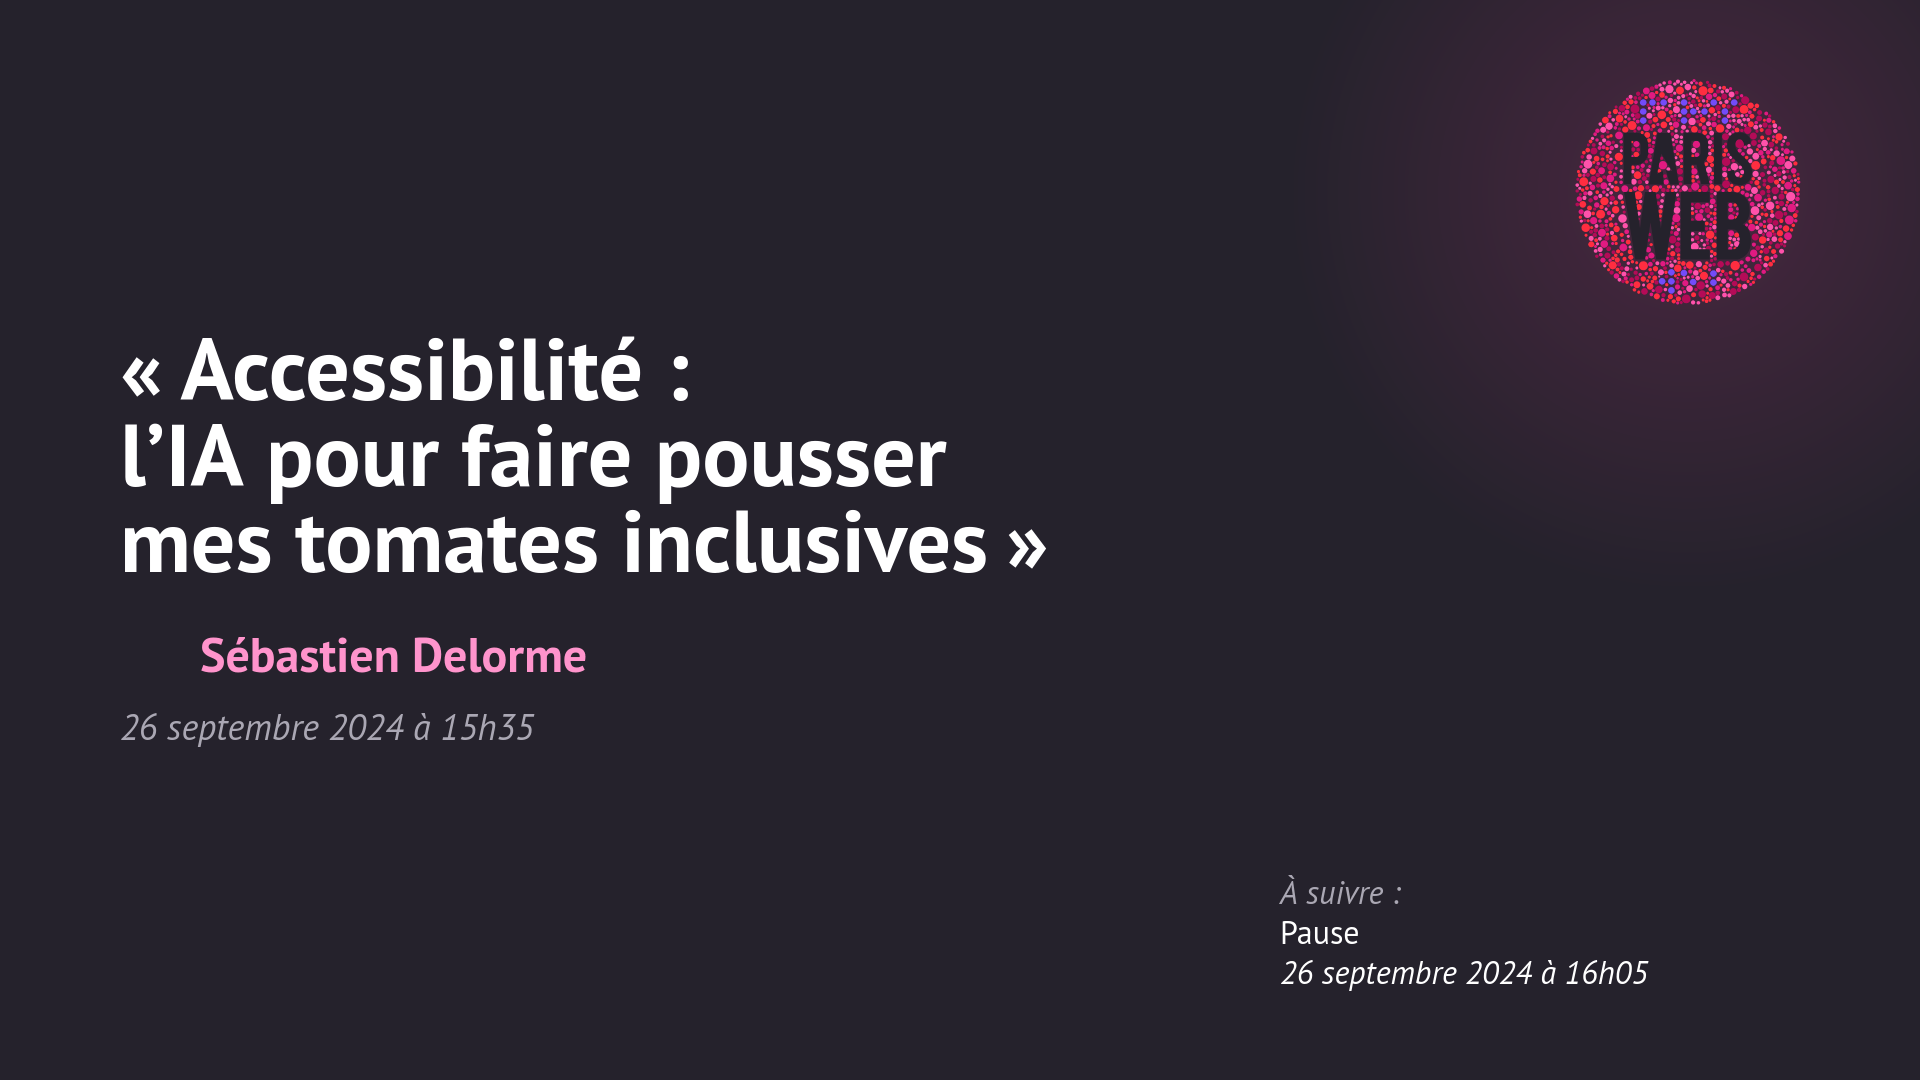 PARIS
WEB
« Accessibilité :
l’IA pour faire pousser
mes tomates inclusives »
Sébastien Delorme
26 septembre 2024 à 15h35
À suivre :
Pause
26 septembre 2024 à 16h05